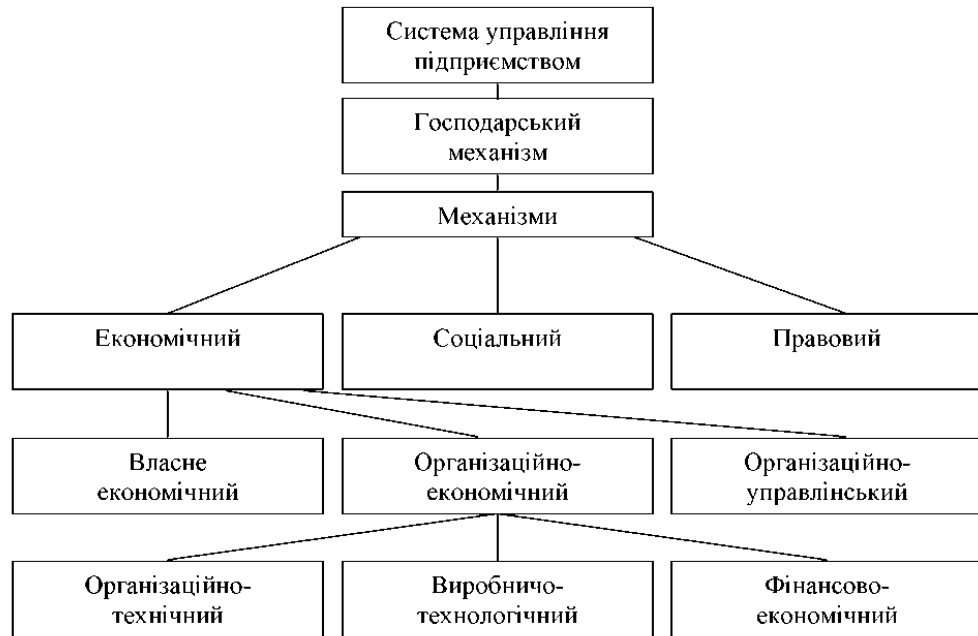 Система управління
підприємством
Господарський
механізм
Механізми
Економічний
Соціальний
Правовий
Власне
економічний
Організаційно-
економічний
Організаційно-
управлінський
Організаційно-
технічний
Виробничо-
технологічний
Фінансово-
економічний